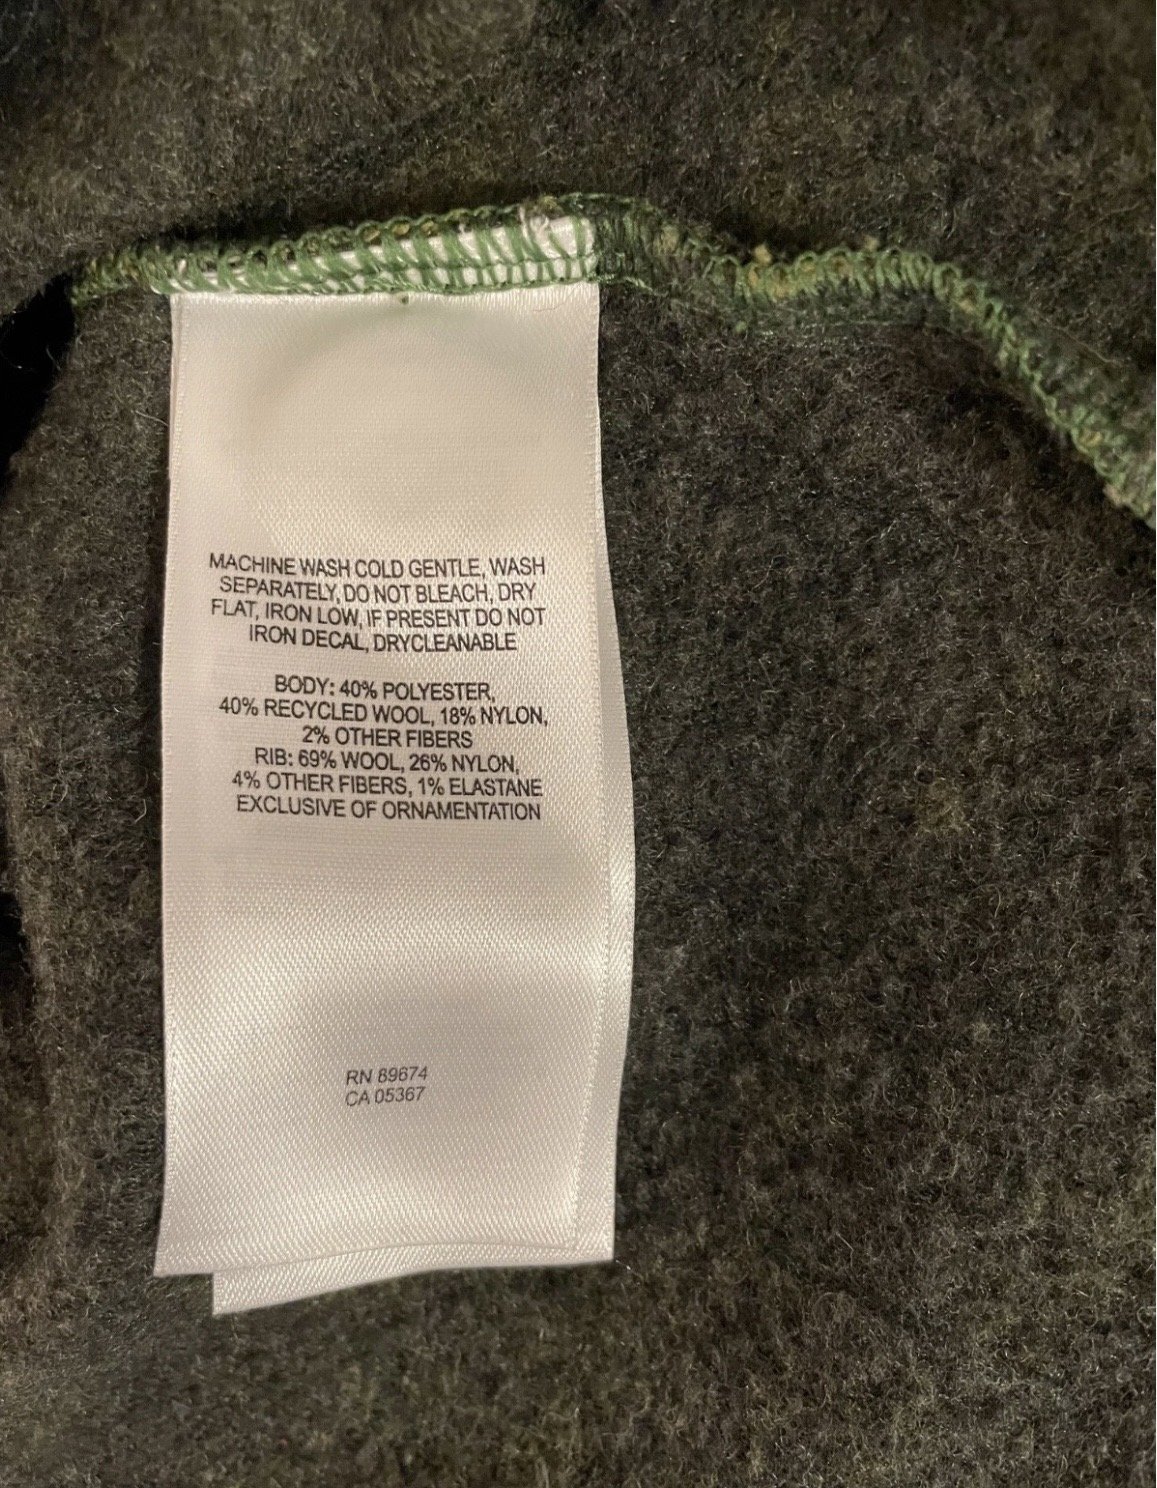 MACHINE WASH COLD GENTLE, WASH
SEPARATELY, DO NOT BLEACH, DRY
FLAT, IRON LOW, IF PRESENT DO NOT
IRON DECAL, DRYCLEANABLE
BODY: 40% POLYESTER,
40% RECYCLED WOOL, 18% NYLON,
2% OTHER FIBERS
RIB: 69% WOOL, 26% NYLON,
4% OTHER FIBERS, 1% ELASTANE
EXCLUSIVE OF ORNAMENTATION
RN 89674
CA 05367